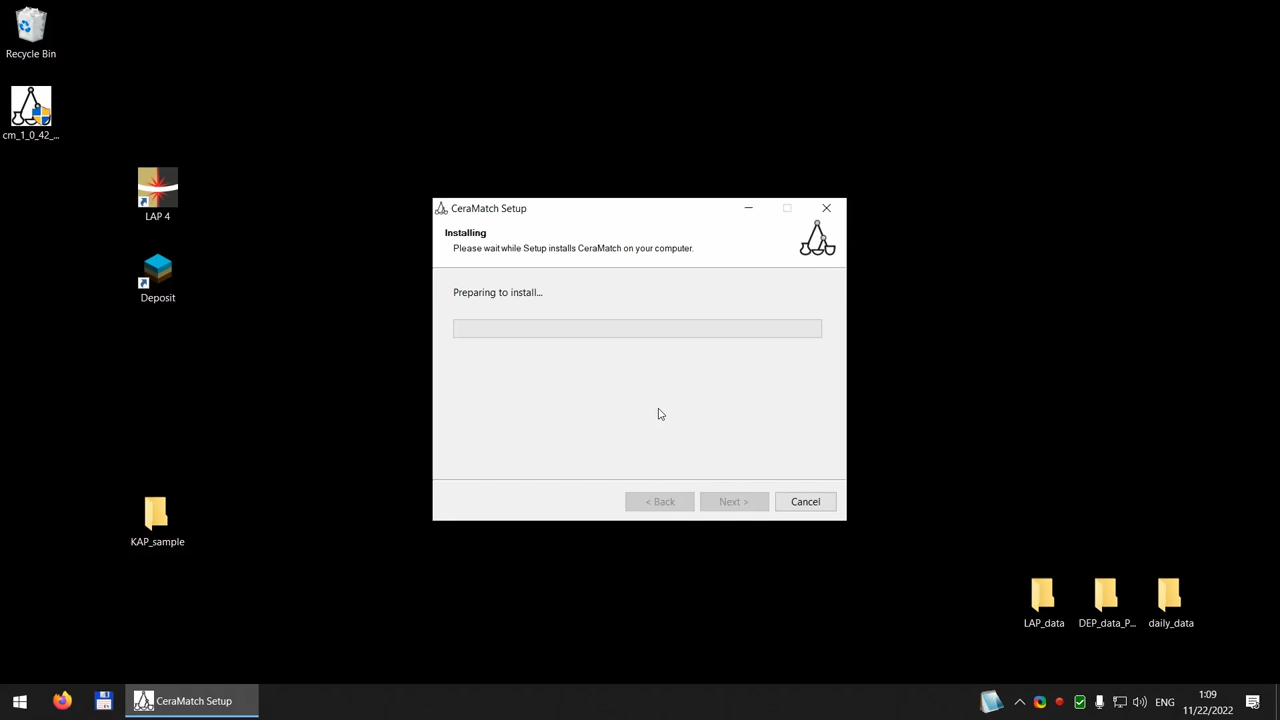 Recycle Bin
cm_1_0_42_...
LAP 4
Deposit
KAP_sample
CeraMatch Setup
Installing
Please wait while Setup installs CeraMatch on your computer.
Preparing to install...
< Back
Next >
Cancel
LAP_data
DEP_data_P...
daily_data
CeraMatch Setup
ENG
1:09
11/22/2022